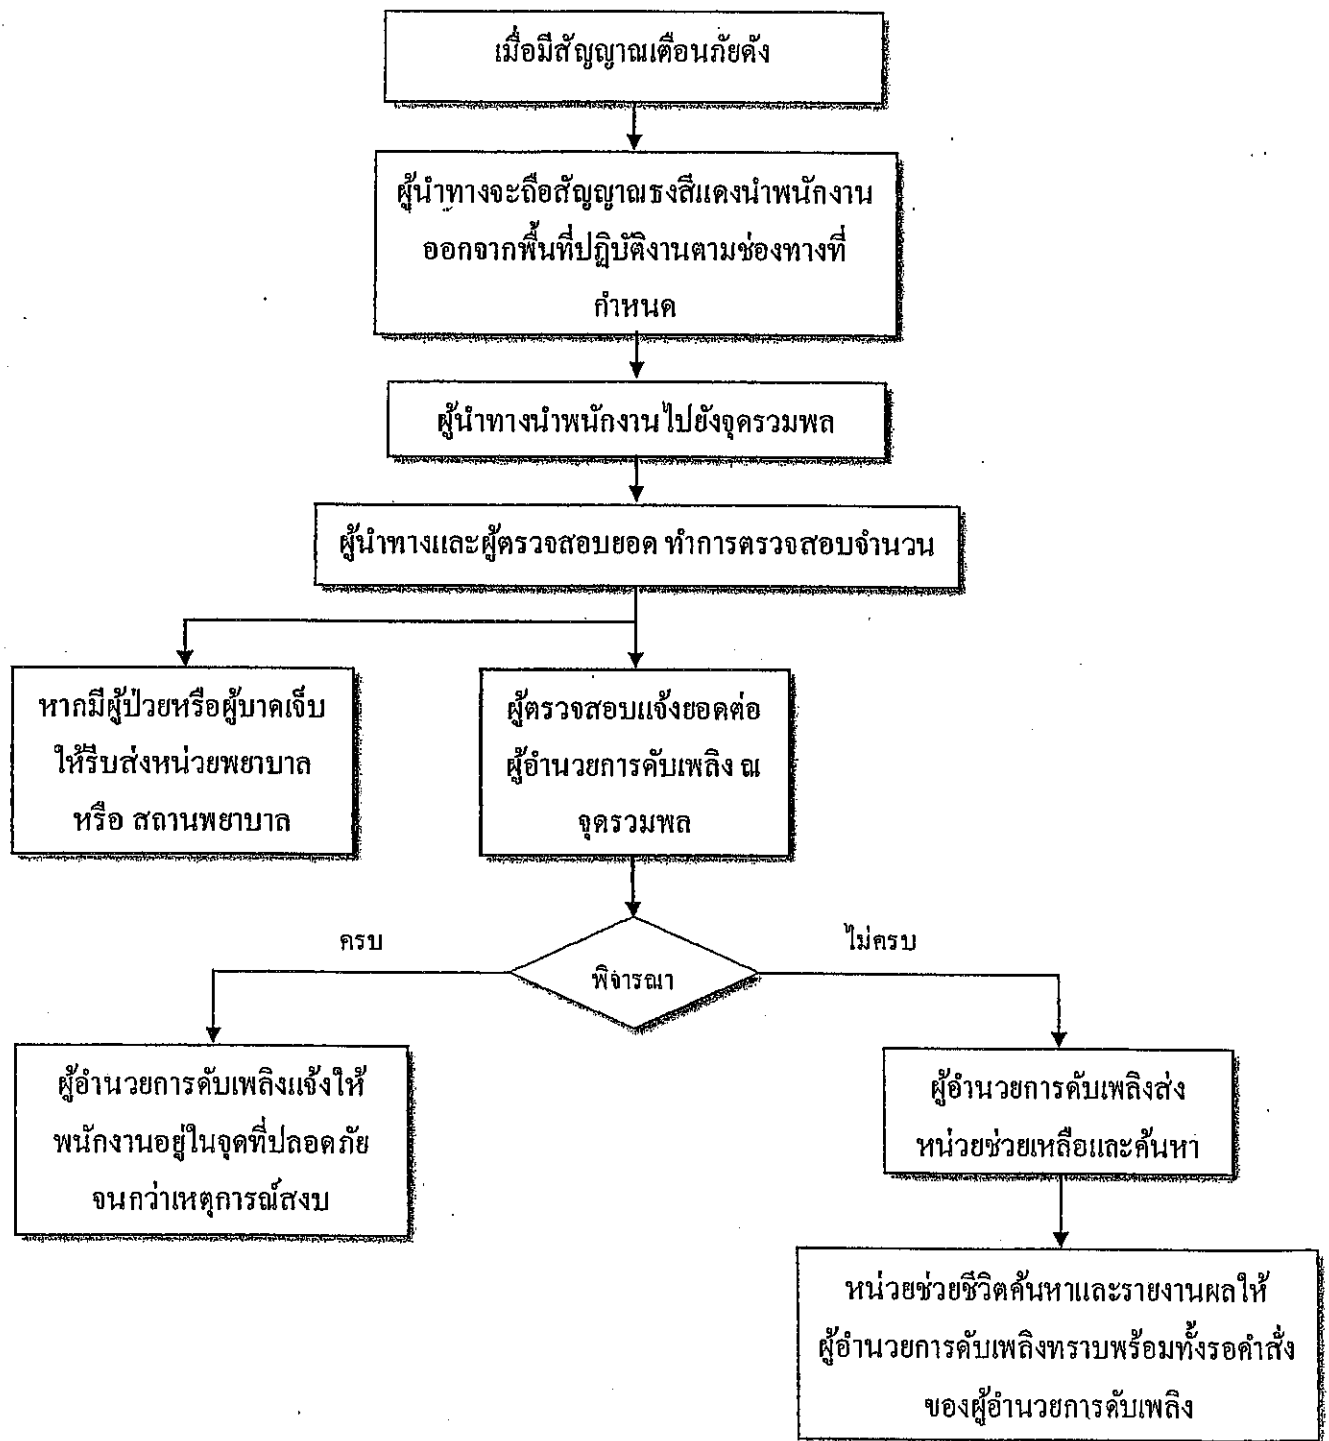 เมื่อมีสัญญาณเตือนภัยดัง
ผู้นำทางจะถือสัญญาณธงสีแดงนำพนักงาน
ออกจากพื้นที่ปฏิบัติงานตามช่องทางที่
กำหนด
ผู้นำทางนำพนักงานไปยังจุดรวมพล
ผู้นำทางและผู้ตรวจสอบยอด ทำการตรวจสอบจำนวน
หากมีผู้ป่วยหรือผู้บาดเจ็บ
ให้รีบส่งหน่วยพยาบาล
หรือ สถานพยาบาล
ผู้ตรวจสอบแจ้งยอดต่อ
ผู้อำนวยการดับเพลิง ณ
จุดรวมพล
ครบ
พิจารณา
ไม่ครบ
ผู้อำนวยการดับเพลิงแจ้งให้
พนักงานอยู่ในจุดที่ปลอดภัย
จนกว่าเหตุการณ์สงบ
ผู้อำนวยการดับเพลิงส่ง
หน่วยช่วยเหลือและค้นหา
หน่วยช่วยชีวิตค้นหาและรายงานผลให้
ผู้อำนวยการดับเพลิงทราบพร้อมทั้งรอคำสั่ง
ของผู้อำนวยการดับเพลิง